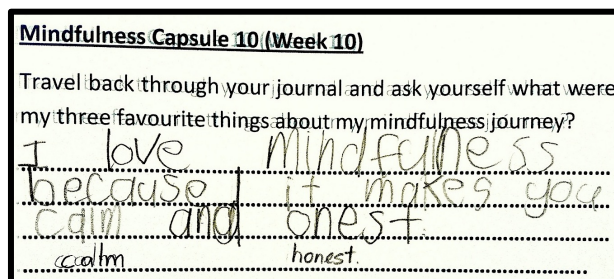 Mindfulness Capsule 10 (Week 10)
Travel back through your journal and ask yourself what were
my three favourite things about my mindfulness journey?
I love Mindfulness
because it makes you
calm and onest.
calm honest.